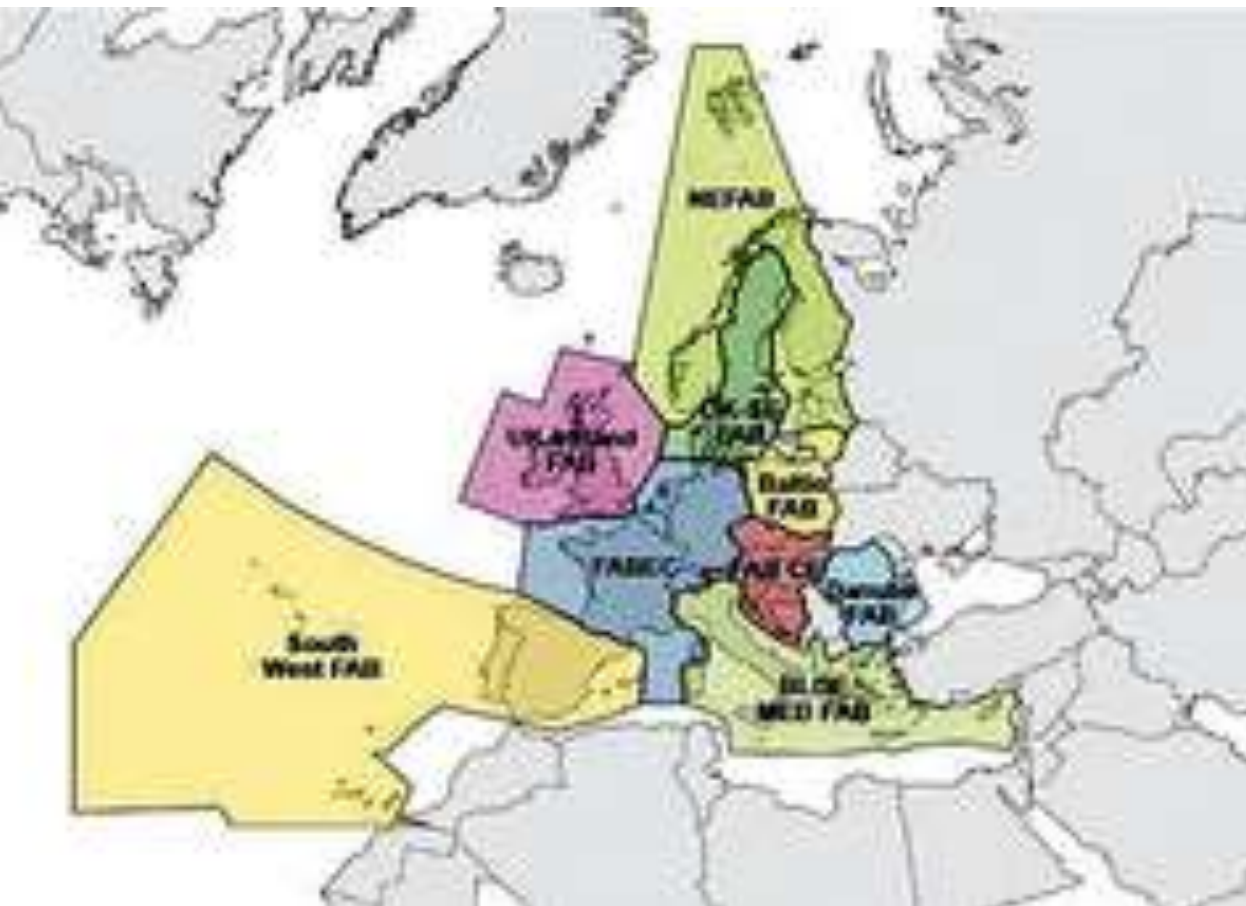 NEFAB
DK-SE
FAB
UK-Ireland
FAB
Baltic
FAB
FABEC
FAB CE
Danube
FAB
South
West FAB
BLUE
MED FAB